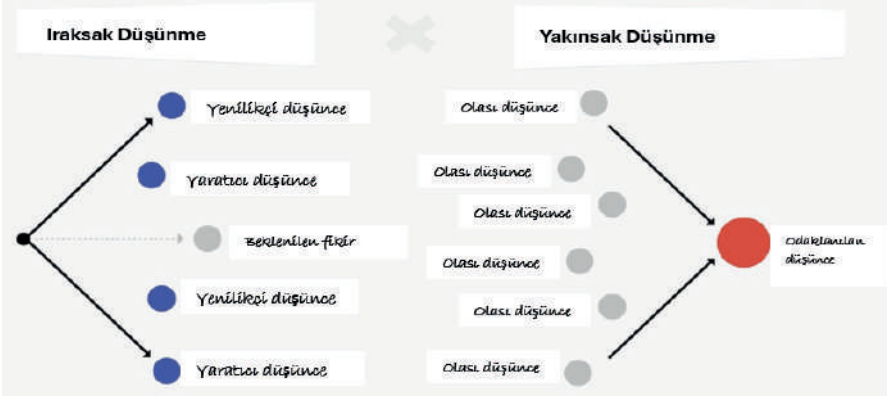 Iraksak Düşünme
Yenilikçi düşünce
Yaratıcı düşünce
Beklenilen fikir
Yenilikçi düşünce
Yaratıcı düşünce
Yakınsak Düşünme
Olası düşünce
Olası düşünce
Olası düşünce
Olası düşünce
Olası düşünce
Olası düşünce
Odaklanılan
düşünce